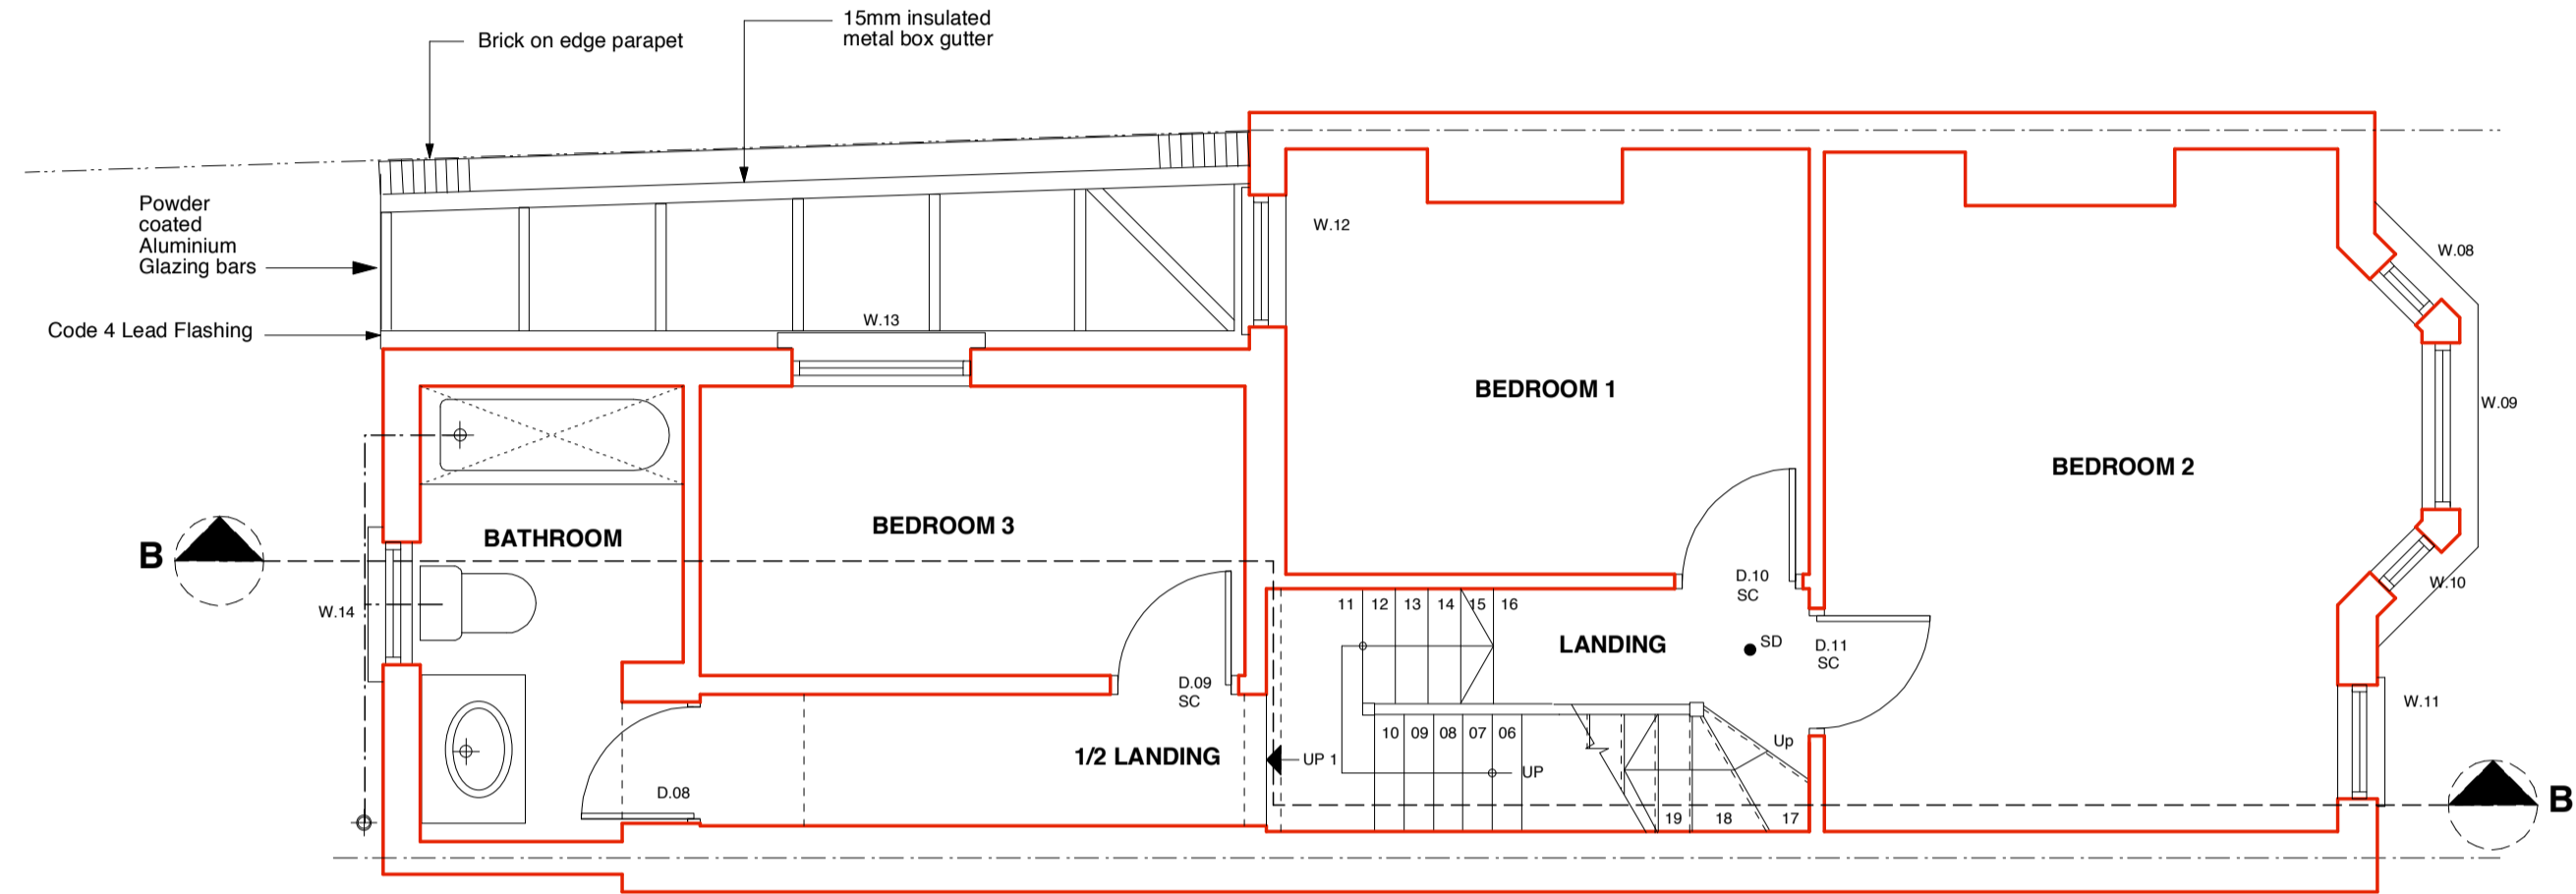 15mm insulated
metal box gutter
Brick on edge parapet
Powder
coated
Aluminium
Glazing bars
Code 4 Lead Flashing
W.12
W.08
W.13
BEDROOM 1
W.09
BEDROOM 2
BATHROOM
BEDROOM 3
B
W.14
D.10
SC
W.10
11 12 13 14 15 16
LANDING
SD
D.11
SC
D.09
SC
W.11
10 09 08 07 06
Up
1/2 LANDING
UP 1
UP
D.08
B
19 18 17